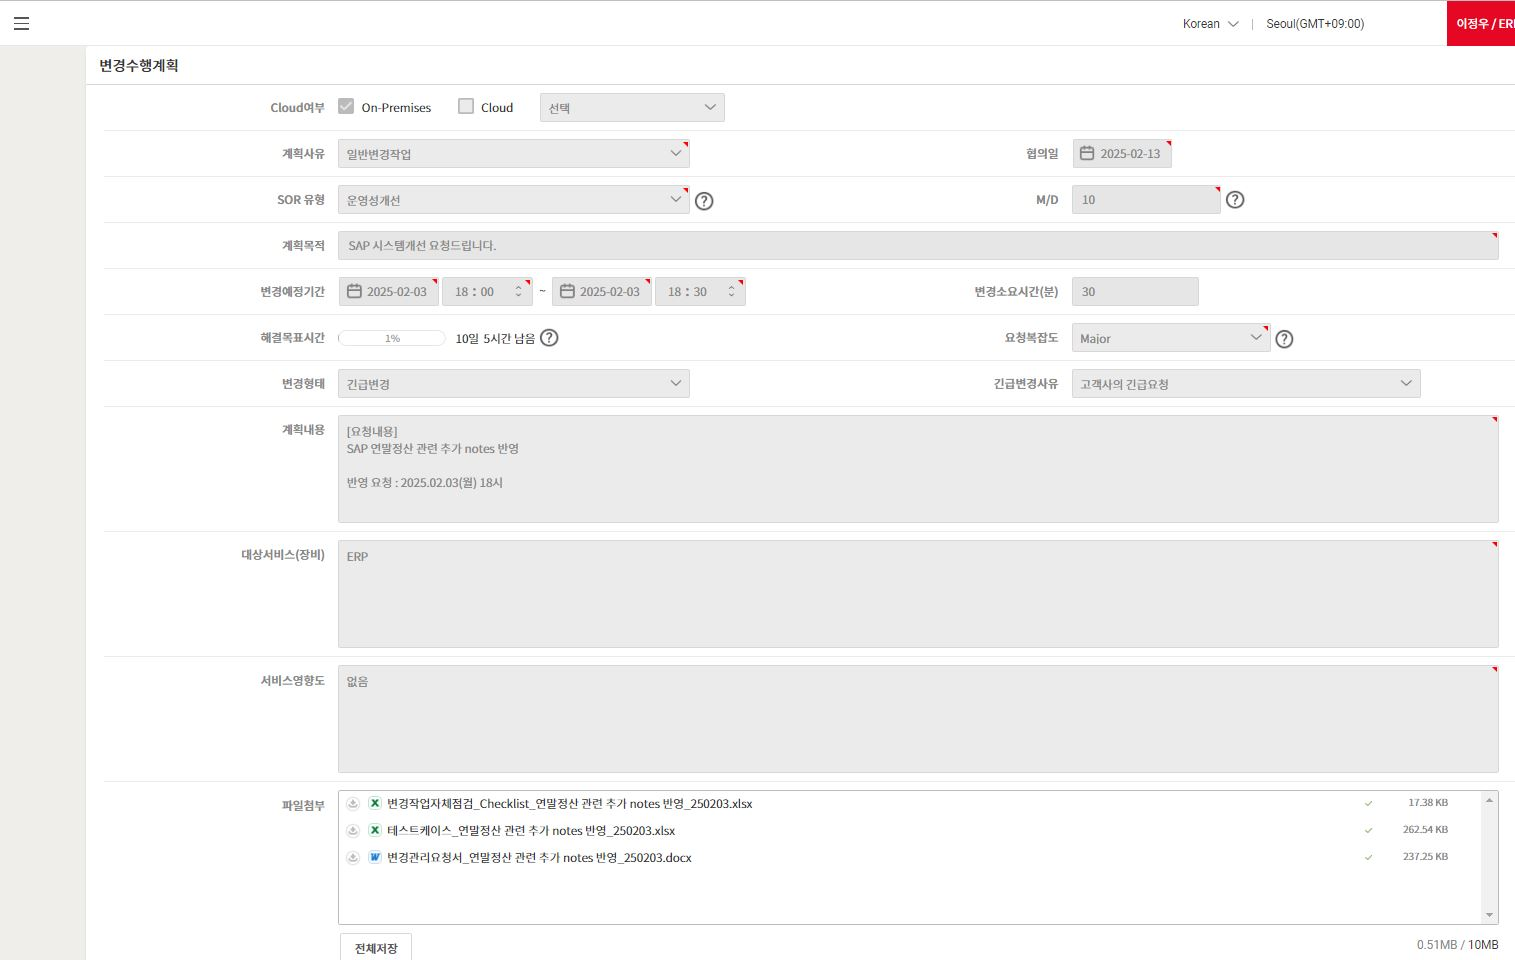 Korean | Seoul(GMT+09:00) 이정우 / ER
변경수행계획
Cloud여부 On-Premises Cloud 선택
계획사유 일반변경작업 협의일 2025-02-13
SOR 유형 운영성개선 M/D 10
계획목적 SAP 시스템개선 요청드립니다.
변경예정기간 2025-02-03 18 : 00 ~ 2025-02-03 18 : 30 변경소요시간(분) 30
해결목표시간 1% 10일 5시간 남음 요청복잡도 Major
변경형태 긴급변경 긴급변경사유 고객사의 긴급요청
계획내용 [요청내용]
SAP 연말정산 관련 추가 notes 반영
반영 요청 : 2025.02.03(월) 18시
대상서비스(장비) ERP
서비스영향도 없음
파일첨부 변경작업자체점검_Checklist_연말정산 관련 추가 notes 반영_250203.xlsx 17.38 KB
테스트케이스_연말정산 관련 추가 notes 반영_250203.xlsx 262.54 KB
변경관리요청서_연말정산 관련 추가 notes 반영_250203.docx 237.25 KB
전체저장 0.51MB / 10MB